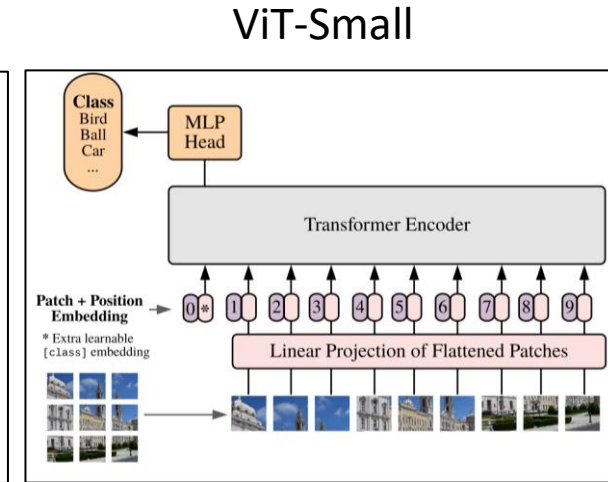 ViT-Small
Class
Bird
Ball
Car
...
MLP
Head
Transformer Encoder
Patch + Position
Embedding
0 * 1 2 3 4 5 6 7 8 9
* Extra learnable
[class] embedding
Linear Projection of Flattened Patches